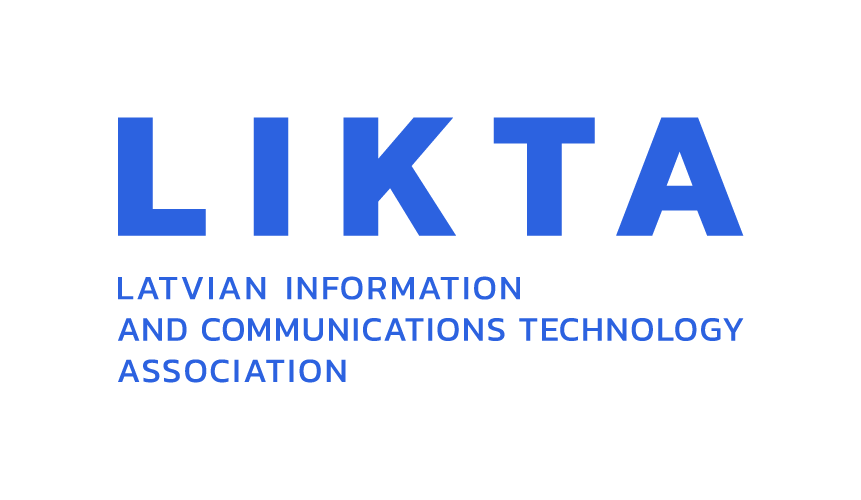 LIKTA
LATVIAN INFORMATION
AND COMMUNICATIONS TECHNOLOGY
ASSOCIATION